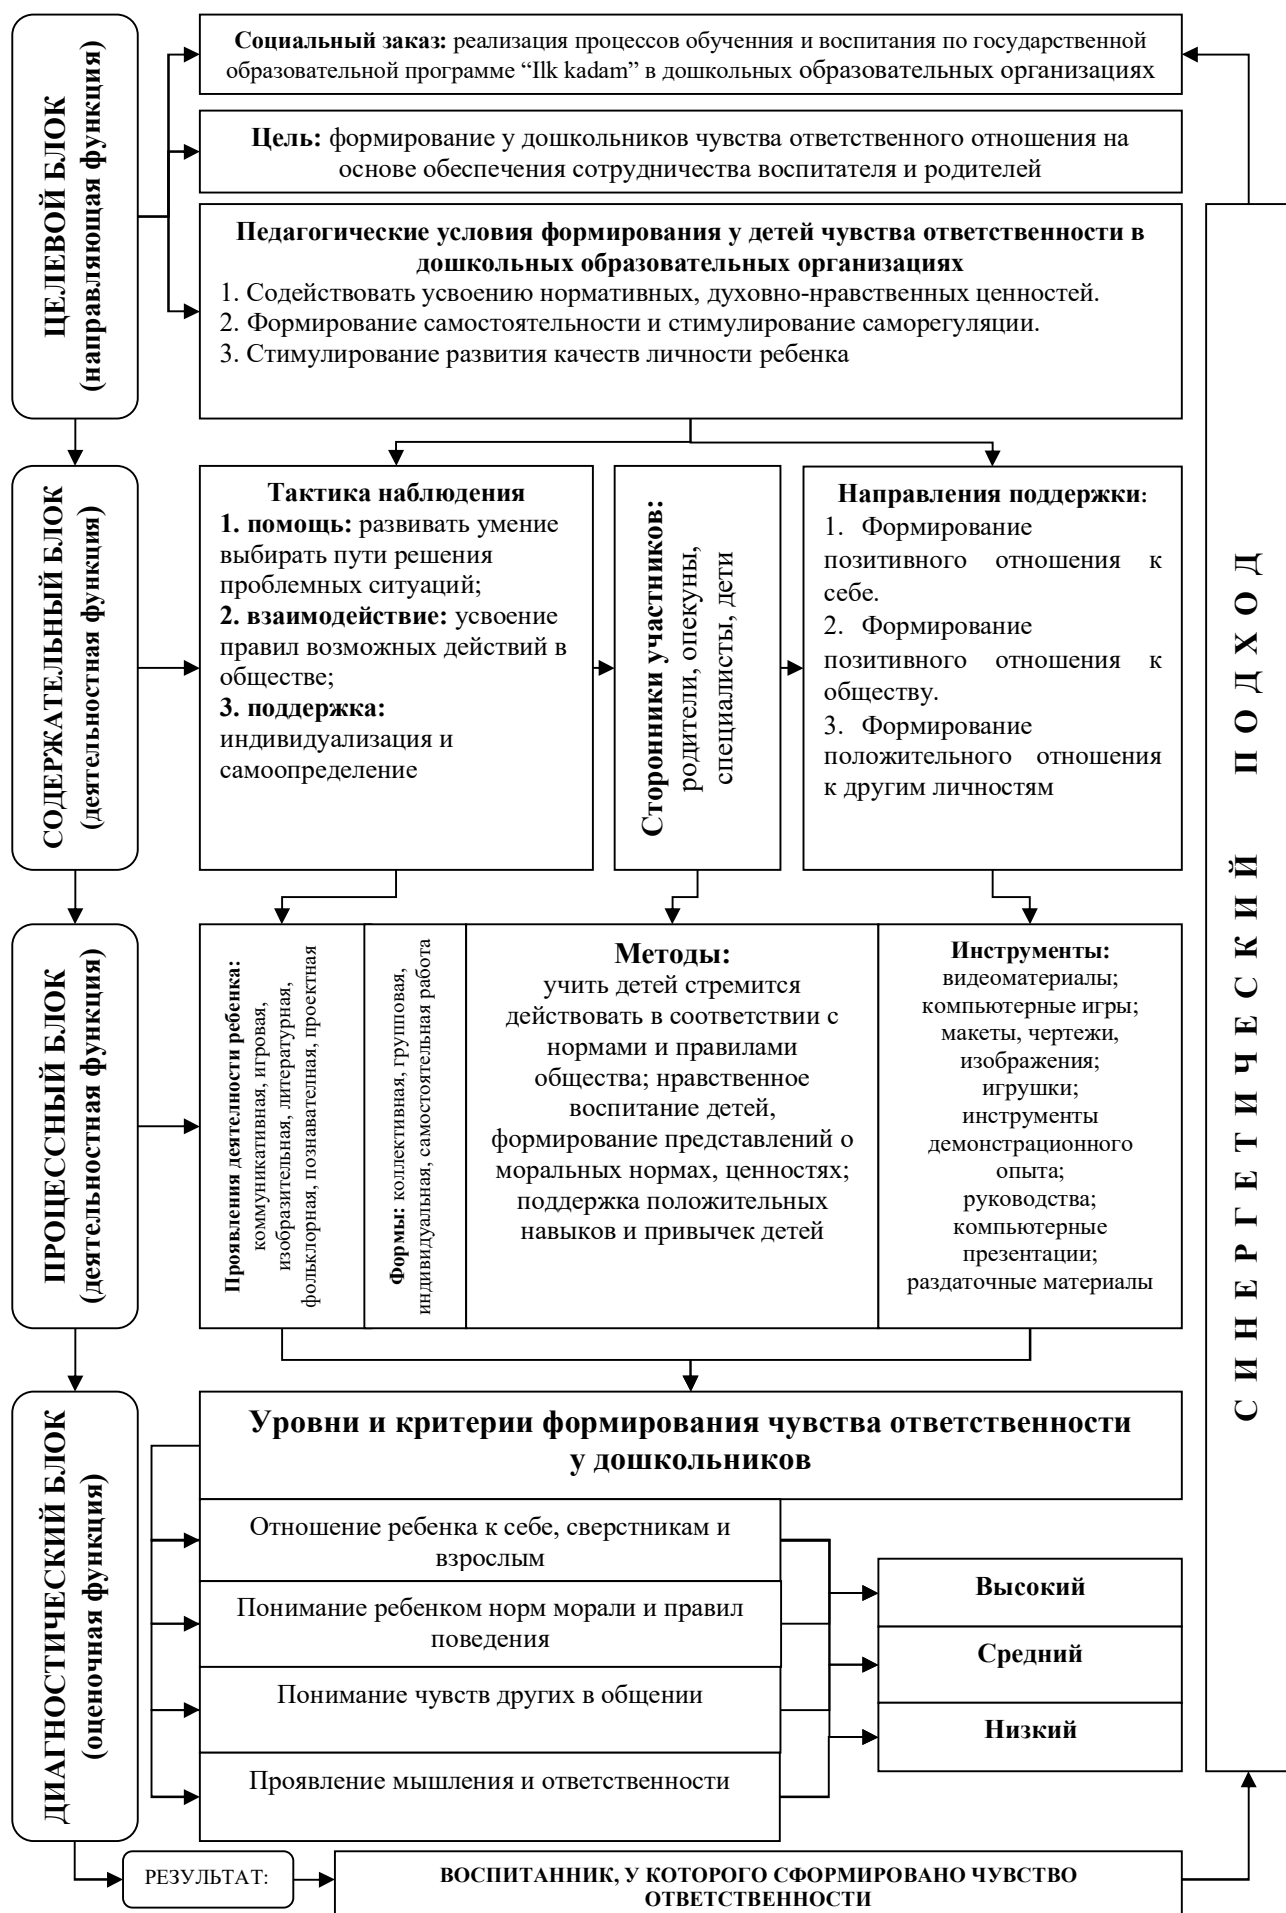 ЦЕЛЕВОЙ БЛОК
(направляющая функция)
Социальный заказ: реализация процессов обученния и воспитания по государственной
образовательной программе “Ilk kadam” в дошкольных образовательных организациях
Цель: формирование у дошкольников чувства ответственного отношения на
основе обеспечения сотрудничества воспитателя и родителей
Педагогические условия формирования у детей чувства ответственности в
дошкольных образовательных организациях
1. Содействовать усвоению нормативных, духовно-нравственных ценностей.
2. Формирование самостоятельности и стимулирование саморегуляции.
3. Стимулирование развития качеств личности ребенка
СОДЕРЖАТЕЛЬНЫЙ БЛОК
(деятельностная функция)
Тактика наблюдения
1. помощь: развивать умение
выбирать пути решения
проблемных ситуаций;
2. взаимодействие: усвоение
правил возможных действий в
обществе;
3. поддержка:
индивидуализация и
самоопределение
Сторонники участников:
родители, опекуны,
специалисты, дети
Направления поддержки:
1. Формирование
позитивного отношения к
себе.
2. Формирование
позитивного отношения к
обществу.
3. Формирование
положительного отношения
к другим личностям
ПРОЦЕССНЫЙ БЛОК
(деятельностная функция)
Проявления деятелности ребенка:
коммуникативная, игровая,
изобразительная, литературная,
фольклорная, познавателная, проектная
Формы: коллективная, групповая,
индивидуальная, самостоятельная работа
Методы:
учить детей стремится
действовать в соответствии с
нормами и правилами
общества; нравственное
воспитание детей,
формирование представлений о
моральных нормах, ценностях;
поддержка положительных
навыков и привычек детей
Инструменты:
видеоматериалы;
компьютерные игры;
макеты, чертежи,
изображения;
игрушки;
инструменты
демонстрационного
опыта;
руководства;
компьютерные
презентации;
раздаточные материалы
ДИАГНОСТИЧЕСКИЙ БЛОК
(оценочная функция)
Уровни и критерии формирования чувства ответственности
у дошкольников
Отношение ребенка к себе, сверстникам и
взрослым
Понимание ребенком норм морали и правил
поведения
Понимание чувств других в общении
Проявление мышления и ответственности
Высокий
Средний
Низкий
РЕЗУЛЬТАТ:
ВОСПИТАННИК, У КОТОРОГО СФОРМИРОВАНО ЧУВСТВО
ОТВЕТСТВЕННОСТИ
СИНЕРГЕТИЧЕСКИЙ ПОДХОД